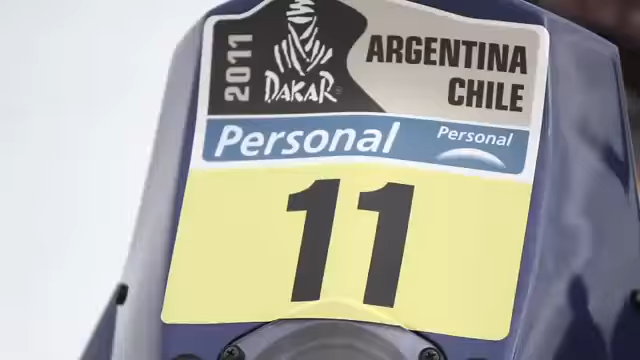 2011
DAKAR
ARGENTINA
CHILE
Personal
Personal
11